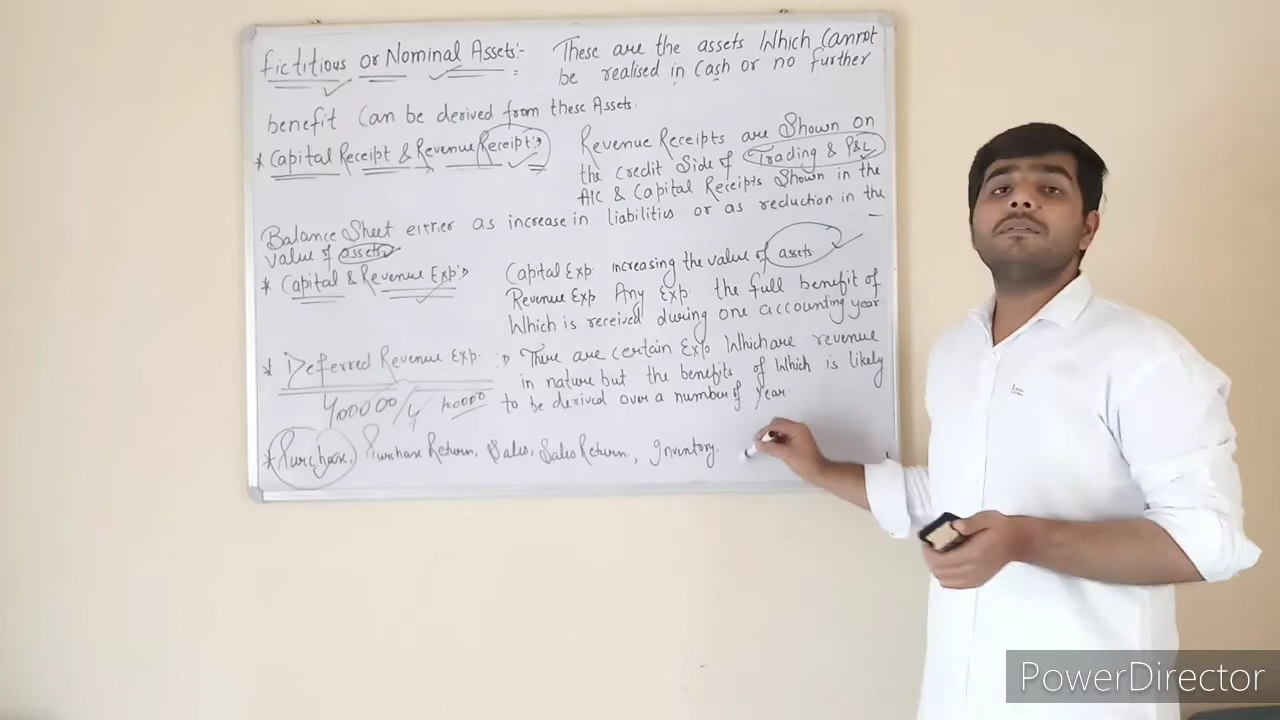 Fictitious or Nominal Assets:- These are the assets Which Cannot
be realised in Cash or no further
benefit Can be derived from these Assets.
* Capital Receipt & Revenue Receipt:⇒ Revenue Receipts are Shown on
the credit Side of Trading & P&L
A/C & Capital Receipts Shown in the
Balance Sheet either as increase in liabilities or as reduction in the
value of assets
* Capital & Revenue Exp:⇒ Capital Exp. increasing the value of assets.
Revenue Exp Any Exp. the full benefit of
Which is received during one accounting year.
* Deferred Revenue Exp. :⇒ There are certain Exp. Which are revenue
in nature but the benefits of Which is likely
to be derived over a number of year.
400000/4
* Purchase, Purchase Return, Sales, Sales Return, Inventory.
PowerDirector